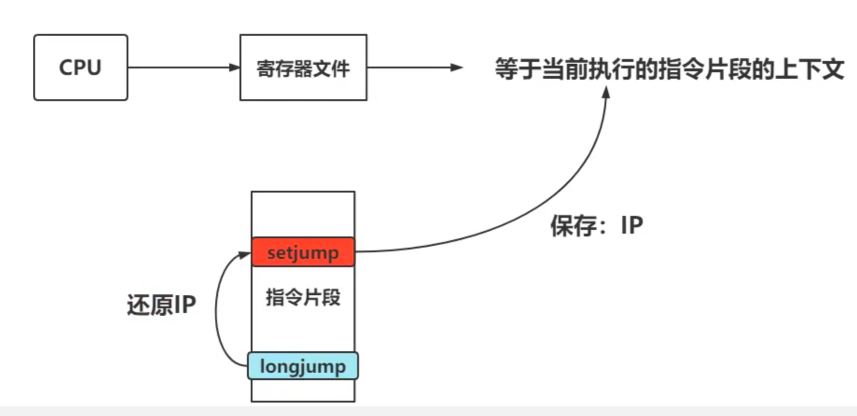 CPU
寄存器文件
等于当前执行的指令片段的上下文
保存：IP
setjump
指令片段
还原IP
longjump